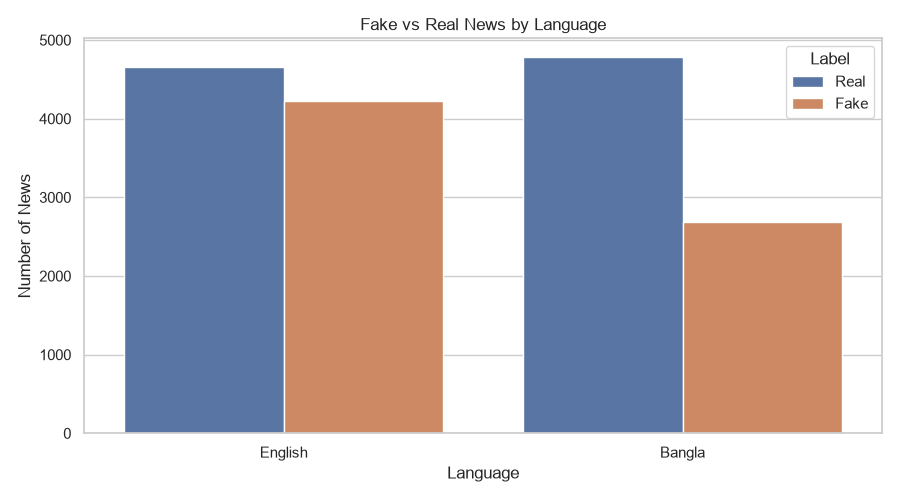 Fake vs Real News by Language
Label
Real
Fake
Number of News
5000
4000
3000
2000
1000
0
English
Bangla
Language